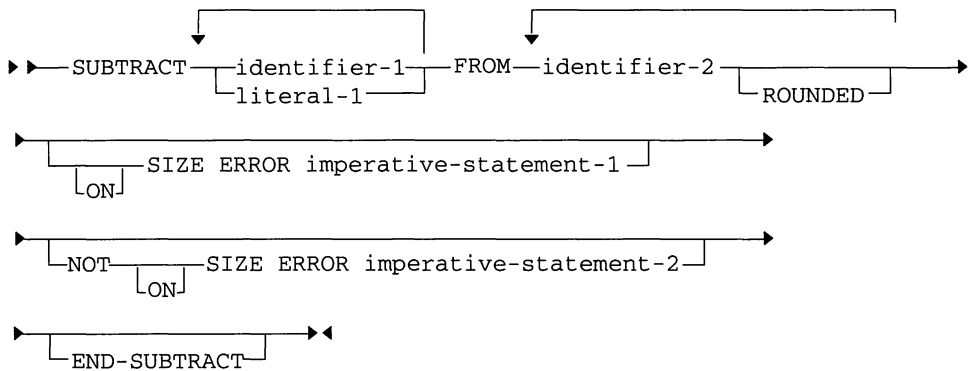 SUBTRACT identifier-1 FROM identifier-2
literal-1 ROUNDED
SIZE ERROR imperative-statement-1
ON
NOT SIZE ERROR imperative-statement-2
ON
END-SUBTRACT